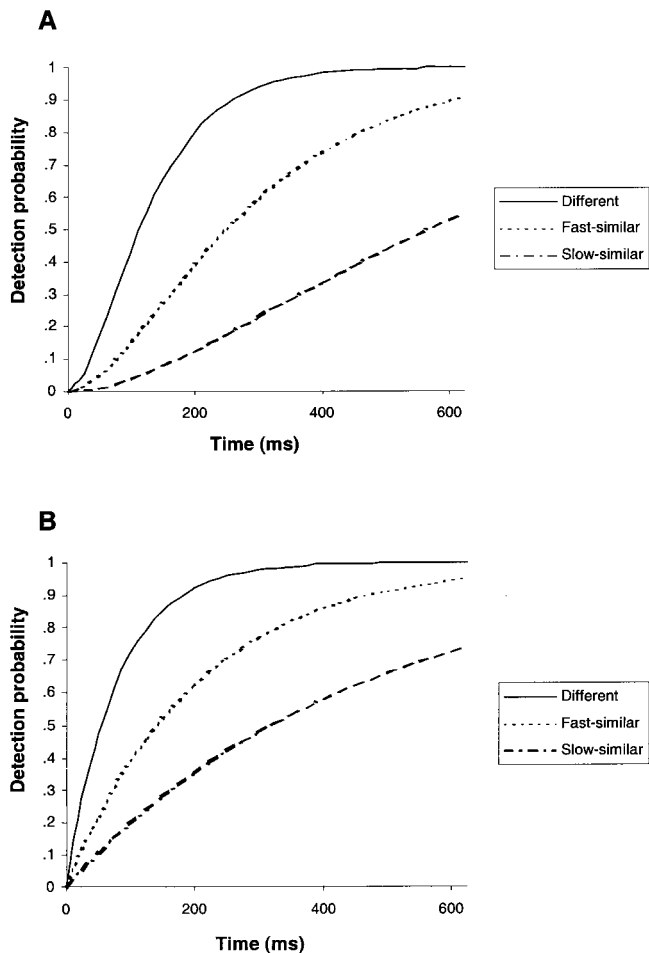 A
Detection probability
1
.9
.8
.7
.6
.5
.4
.3
.2
.1
0
0 200 400 600
Time (ms)
Different
Fast-similar
Slow-similar
B
Detection probability
1
.9
.8
.7
.6
.5
.4
.3
.2
.1
0
0 200 400 600
Time (ms)
Different
Fast-similar
Slow-similar